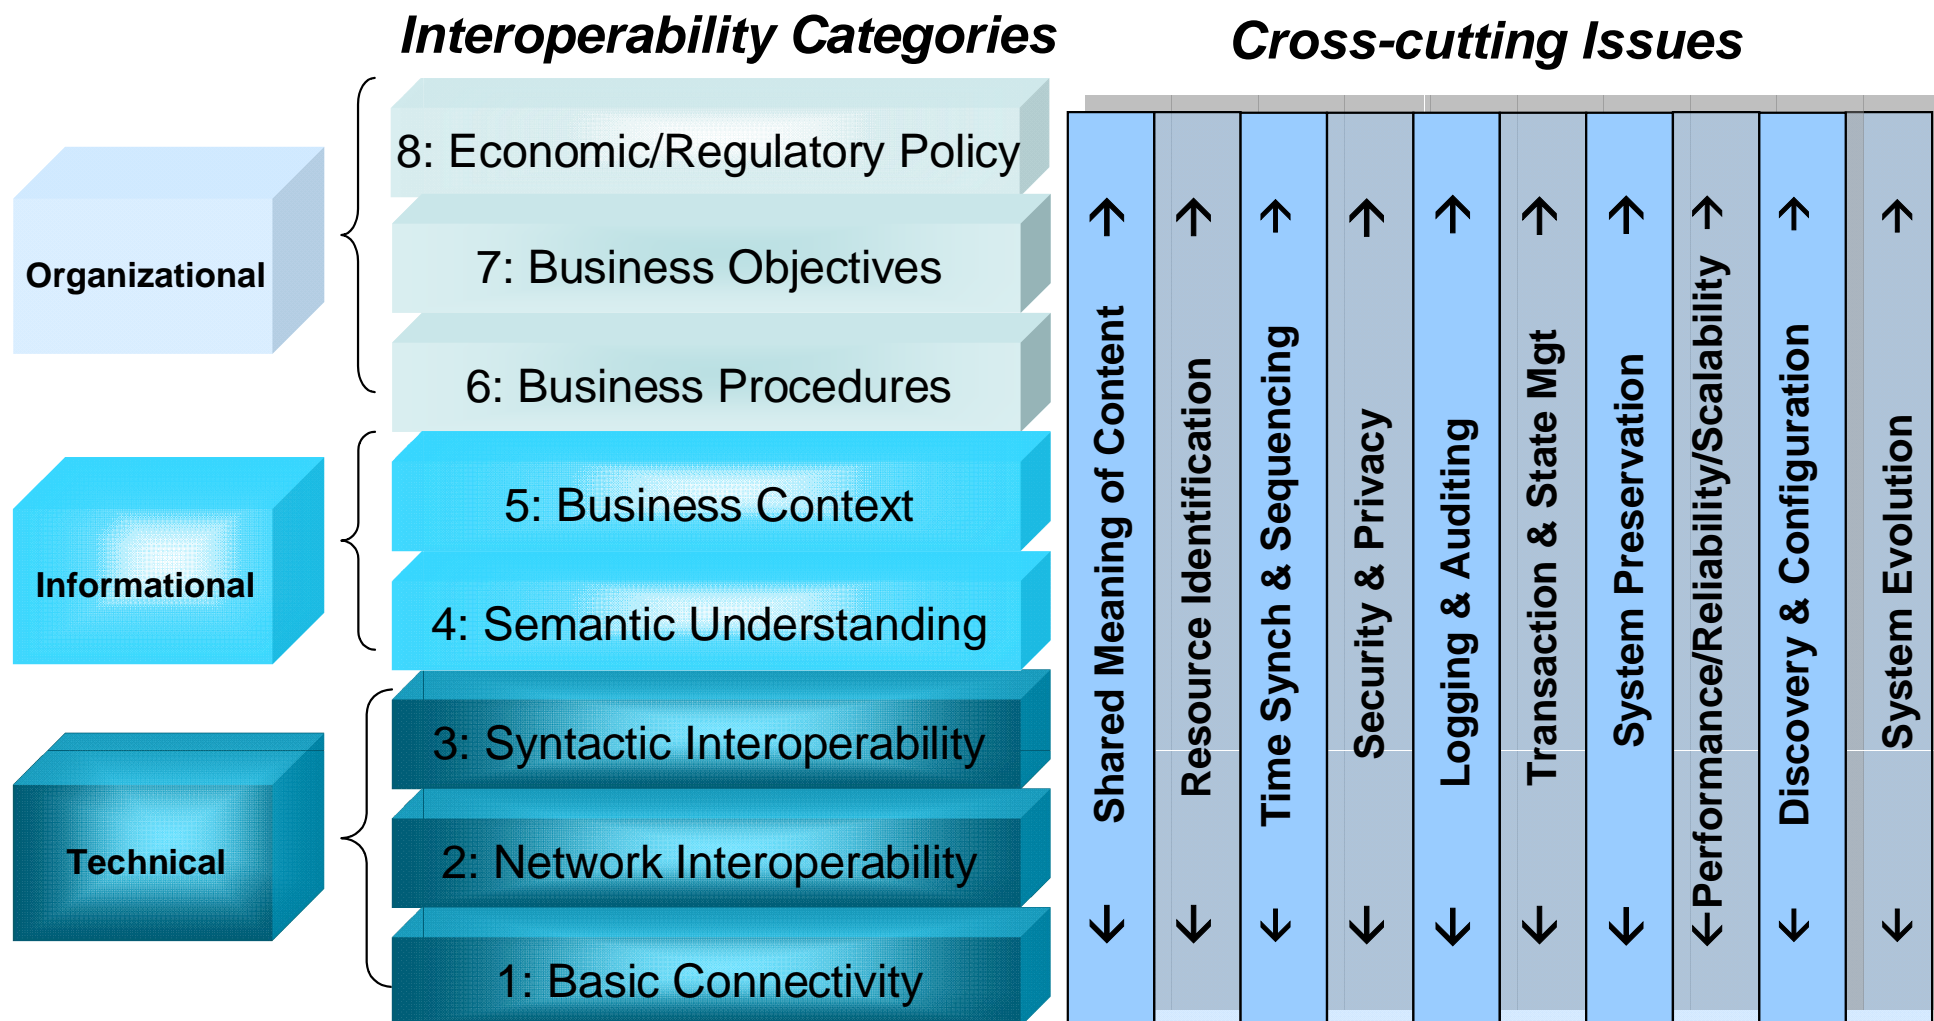 Interoperability Categories
Cross-cutting Issues
Organizational
8: Economic/Regulatory Policy
7: Business Objectives
6: Business Procedures
Informational
5: Business Context
4: Semantic Understanding
Technical
3: Syntactic Interoperability
2: Network Interoperability
1: Basic Connectivity
Shared Meaning of Content
Resource Identification
Time Synch & Sequencing
Security & Privacy
Logging & Auditing
Transaction & State Mgt
System Preservation
Performance/Reliability/Scalability
Discovery & Configuration
System Evolution